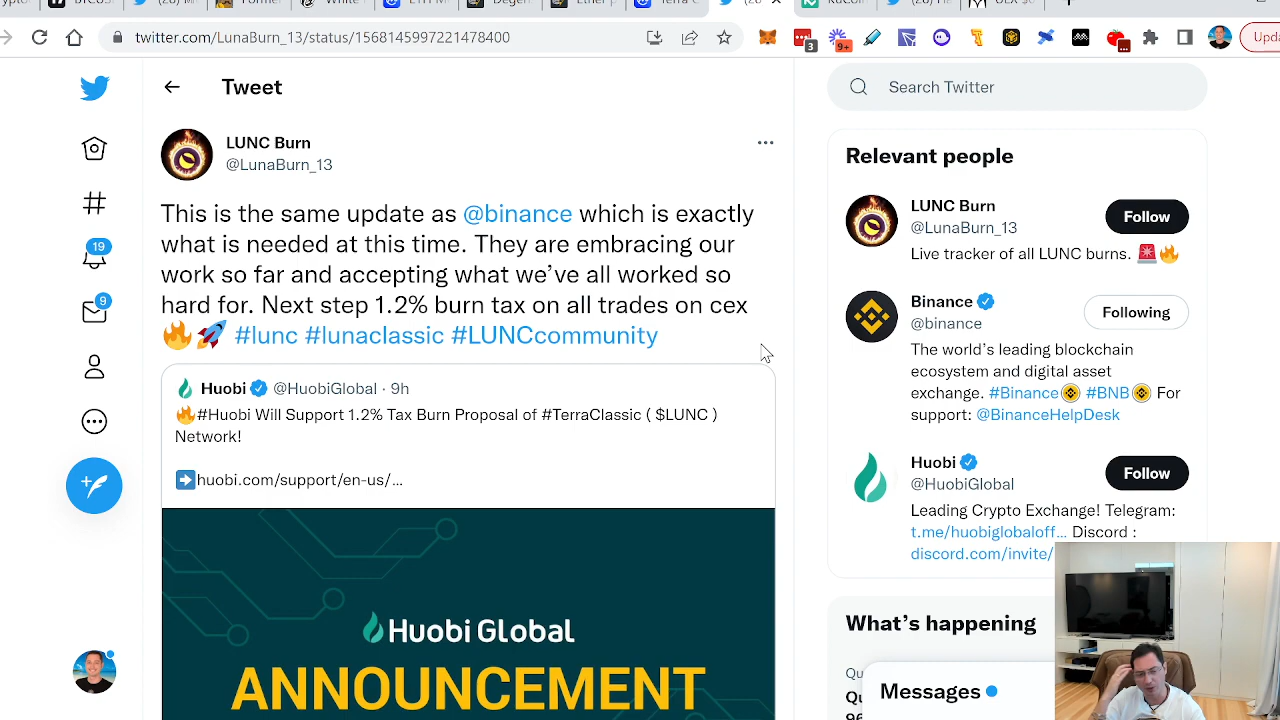 twitter.com/LunaBurn_13/status/1568145997221478400
3
9+
Tweet
LUNC Burn
@LunaBurn_13
This is the same update as @binance which is exactly
what is needed at this time. They are embracing our
work so far and accepting what we’ve all worked so
hard for. Next step 1.2% burn tax on all trades on cex
🔥🚀 #lunc #lunaclassic #LUNCcommunity
Huobi @HuobiGlobal · 9h
🔥#Huobi Will Support 1.2% Tax Burn Proposal of #TerraClassic ( $LUNC )
Network!
➡huobi.com/support/en-us/...
Huobi Global
ANNOUNCEMENT
19
9
Search Twitter
Relevant people
LUNC Burn
@LunaBurn_13
Follow
Live tracker of all LUNC burns. 🚨🔥
Binance
@binance
Following
The world’s leading blockchain
ecosystem and digital asset
exchange. #Binance #BNB For
support: @BinanceHelpDesk
Huobi
@HuobiGlobal
Follow
Leading Crypto Exchange! Telegram:
t.me/huobiglobaloff... Discord :
discord.com/invite/
What’s happening
Messages